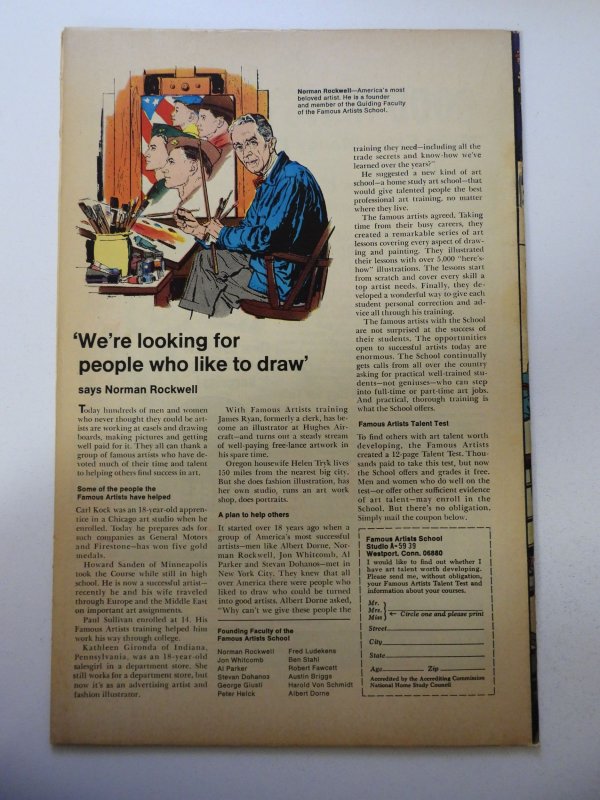 Norman Rockwell—America's most
beloved artist. He is a founder
and member of the Guiding Faculty
of the Famous Artists School.
'We're looking for
people who like to draw'
says Norman Rockwell
Today hundreds of men and women
who never thought they could be art-
ists are working at easels and drawing
boards, making pictures and getting
well paid for it. They all can thank a
group of famous artists who have de-
voted much of their time and talent
to helping others find success in art.
Some of the people the
Famous Artists have helped
Carl Kock was an 18-year-old appren-
tice in a Chicago art studio when he
enrolled. Today he prepares ads for
such companies as General Motors
and Firestone—has won five gold
medals.
Howard Sanden of Minneapolis
took the Course while still in high
school. He is now a successful artist—
recently he and his wife traveled
through Europe and the Middle East
on important art assignments.
Paul Sullivan enrolled at 14. His
Famous Artists training helped him
work his way through college.
Kathleen Gironda of Indiana,
Pennsylvania, was an 18-year-old
salesgirl in a department store. She
still works for a department store, but
now it's as an advertising artist and
fashion illustrator.
With Famous Artists training
James Ryan, formerly a clerk, has be-
come an illustrator at Hughes Air-
craft—and turns out a steady stream
of well-paying free-lance artwork in
his spare time.
Oregon housewife Helen Tryk lives
150 miles from the nearest big city.
But she does fashion illustration, has
her own studio, runs an art work
shop, does portraits.
A plan to help others
It started over 18 years ago when a
group of America's most successful
artists—men like Albert Dorne, Nor-
man Rockwell, Jon Whitcomb, Al
Parker and Stevan Dohanos—met in
New York City. They knew that all
over America there were people who
liked to draw who could be turned
into good artists. Albert Dorne asked,
"Why can't we give these people the
Founding Faculty of the
Famous Artists School
Norman Rockwell
Jon Whitcomb
Al Parker
Stevan Dohanos
George Giusti
Peter Helck
Fred Ludekens
Ben Stahl
Robert Fawcett
Austin Briggs
Harold Von Schmidt
Albert Dorne
training they need—including all the
trade secrets and know-how we've
learned over the years?"
He suggested a new kind of art
school—a home study art school—that
would give talented people the best
professional art training, no matter
where they live.
The famous artists agreed. Taking
time from their busy careers, they
created a remarkable series of art
lessons covering every aspect of draw-
ing and painting. They illustrated
their lessons with over 5,000 "here's-
how" illustrations. The lessons start
from scratch and cover every skill a
top artist needs. Finally, they de-
veloped a wonderful way to give each
student personal correction and ad-
vice all through his training.
The famous artists with the School
are not surprised at the success of
their students. The opportunities
open to successful artists today are
enormous. The School continually
gets calls from all over the country
asking for practical well-trained stu-
dents—not geniuses—who can step
into full-time or part-time art jobs.
And practical, thorough training is
what the School offers.
Famous Artists Talent Test
To find others with art talent worth
developing, the Famous Artists
created a 12-page Talent Test. Thou-
sands paid to take this test, but now
the School offers and grades it free.
Men and women who do well on the
test—or offer other sufficient evidence
of art talent—may enroll in the
School. But there's no obligation.
Simply mail the coupon below.
Famous Artists School
Studio A-5939
Westport, Conn. 06880
I would like to find out whether I
have art talent worth developing.
Please send me, without obligation,
your Famous Artists Talent Test and
information about your courses.
Mr.
Mrs. ← Circle one and please print
Miss
Street
City
State
Age Zip
Accredited by the Accrediting Commission
National Home Study Council